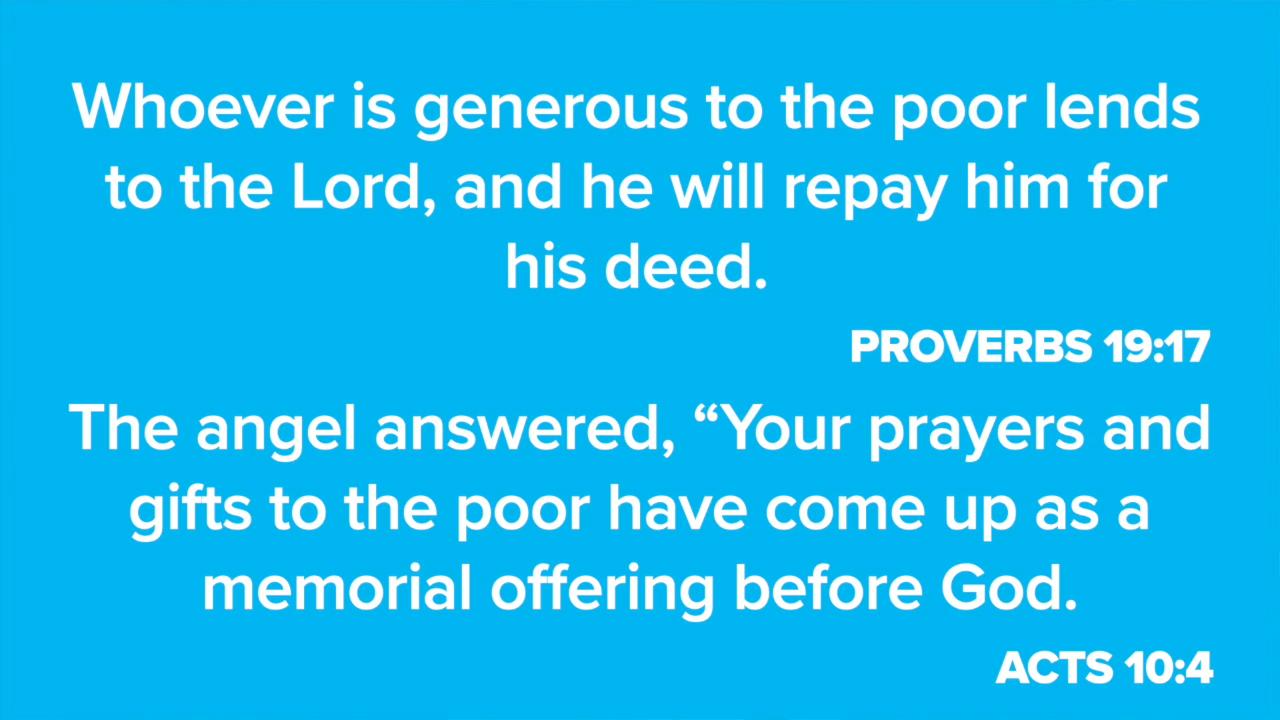 Whoever is generous to the poor lends
to the Lord, and he will repay him for
his deed.
PROVERBS 19:17
The angel answered, “Your prayers and
gifts to the poor have come up as a
memorial offering before God.
ACTS 10:4